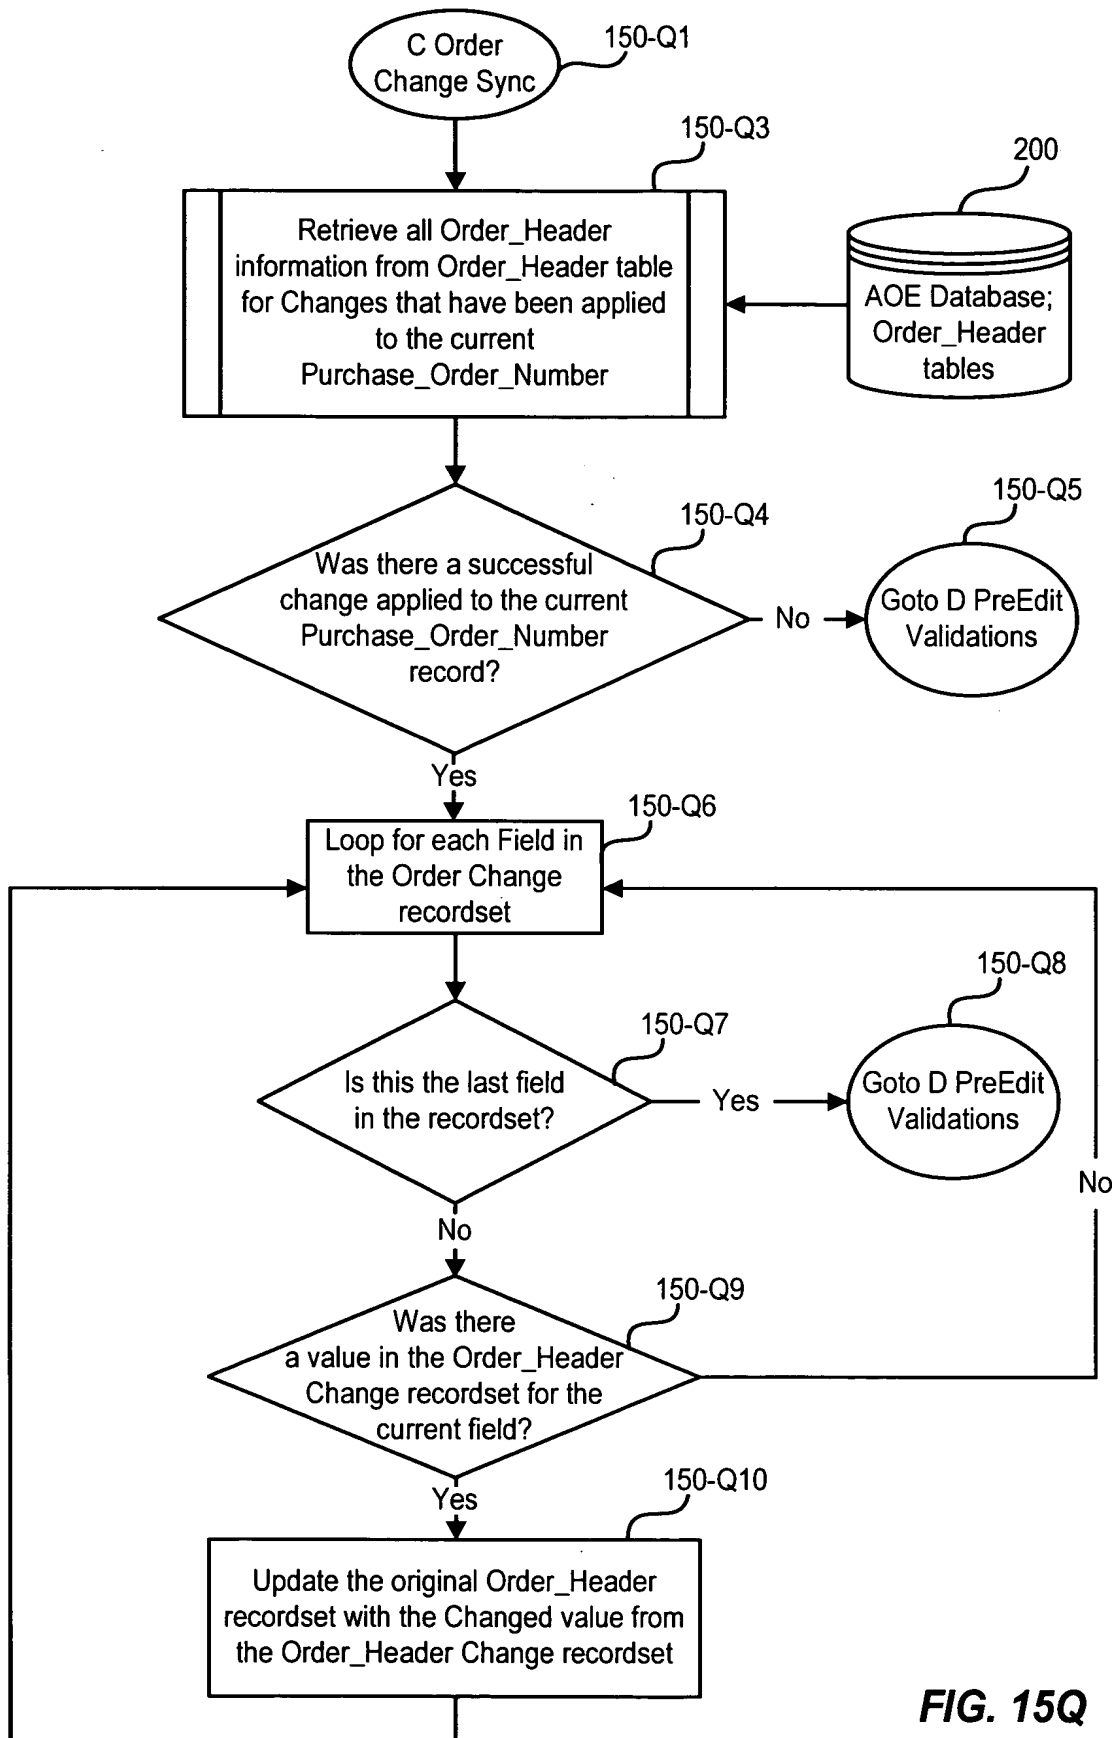 C Order
Change Sync
150-Q1
150-Q3
Retrieve all Order_Header
information from Order_Header table
for Changes that have been applied
to the current
Purchase_Order_Number
200
AOE Database;
Order_Header
tables
150-Q4
Was there a successful
change applied to the current
Purchase_Order_Number
record?
No
150-Q5
Goto D PreEdit
Validations
Yes
150-Q6
Loop for each Field in
the Order Change
recordset
150-Q7
Is this the last field
in the recordset?
Yes
150-Q8
Goto D PreEdit
Validations
No
No
150-Q9
Was there
a value in the Order_Header
Change recordset for the
current field?
Yes
150-Q10
Update the original Order_Header
recordset with the Changed value from
the Order_Header Change recordset
FIG. 15Q